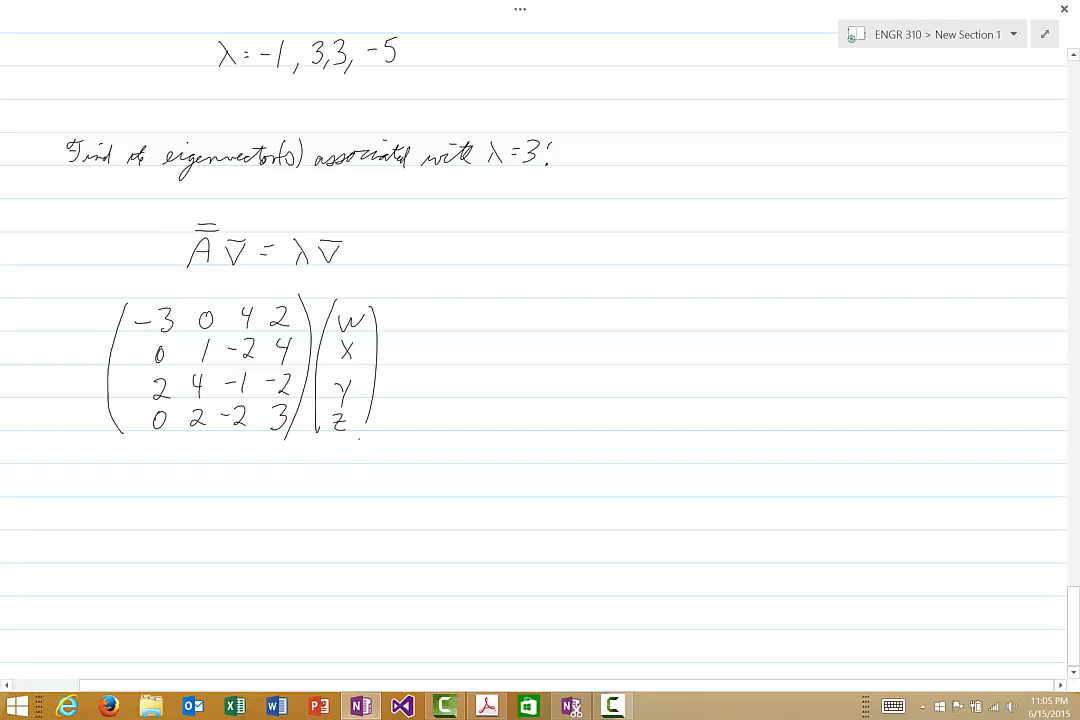 ...
ENGR 310 > New Section 1
λ = -1, 3, 3, -5
Find the eigenvector(s) associated with λ = 3!
A̿ v̄ = λ v̄
(-3 0 4 2) (w)
(0 1 -2 4) (x)
(2 4 -1 -2) (y)
(0 2 -2 3) (z)
11:05 PM
6/15/2015